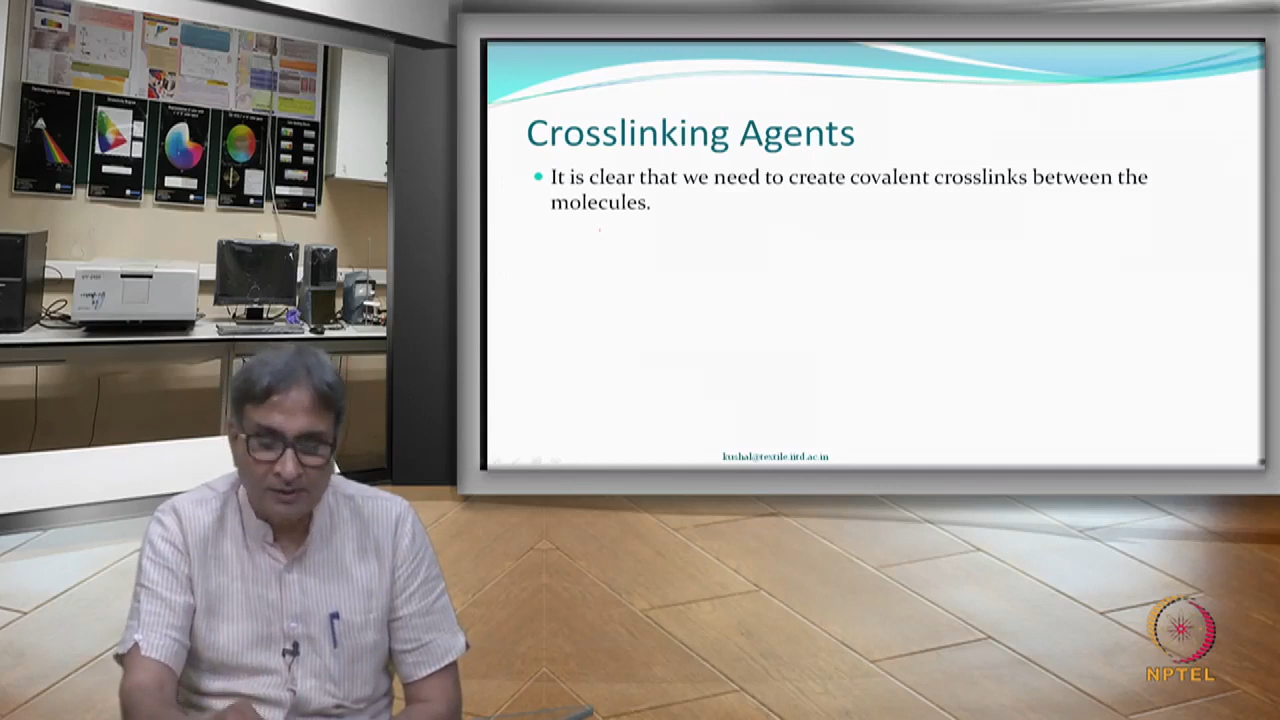 Crosslinking Agents
It is clear that we need to create covalent crosslinks between the
molecules.
kushal@textile.iitd.ac.in
NPTEL